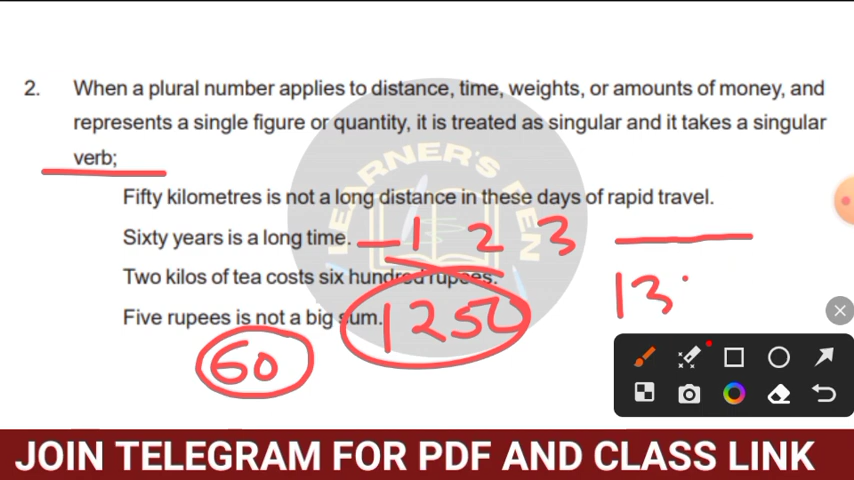 2. When a plural number applies to distance, time, weights, or amounts of money, and
represents a single figure or quantity, it is treated as singular and it takes a singular
verb;
Fifty kilometres is not a long distance in these days of rapid travel.
Sixty years is a long time.
1 2 3
Two kilos of tea costs six hundred rupees.
13
Five rupees is not a big sum.
1250
60
LEARNER'S PEN
JOIN TELEGRAM FOR PDF AND CLASS LINK